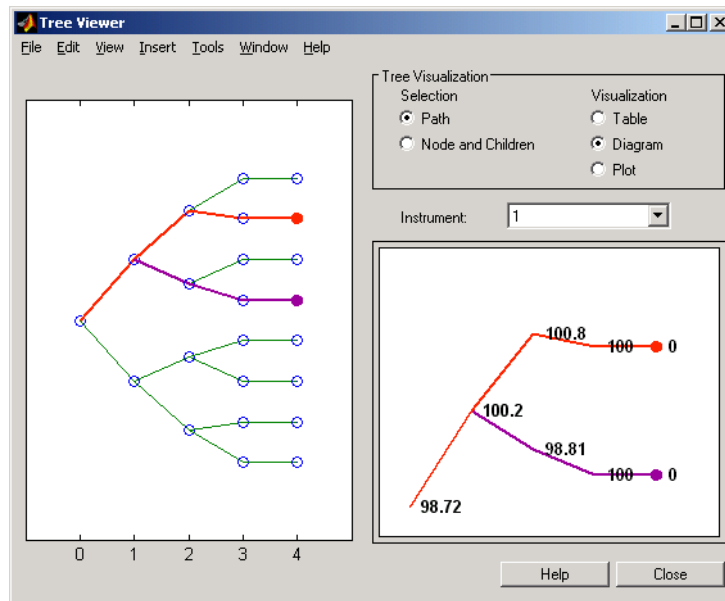 Tree Viewer
File Edit View Insert Tools Window Help
Tree Visualization
Selection
Path
Node and Children
Visualization
Table
Diagram
Plot
Instrument:
1
0 1 2 3 4
100.8
100 0
100.2
98.81
100 0
98.72
Help Close